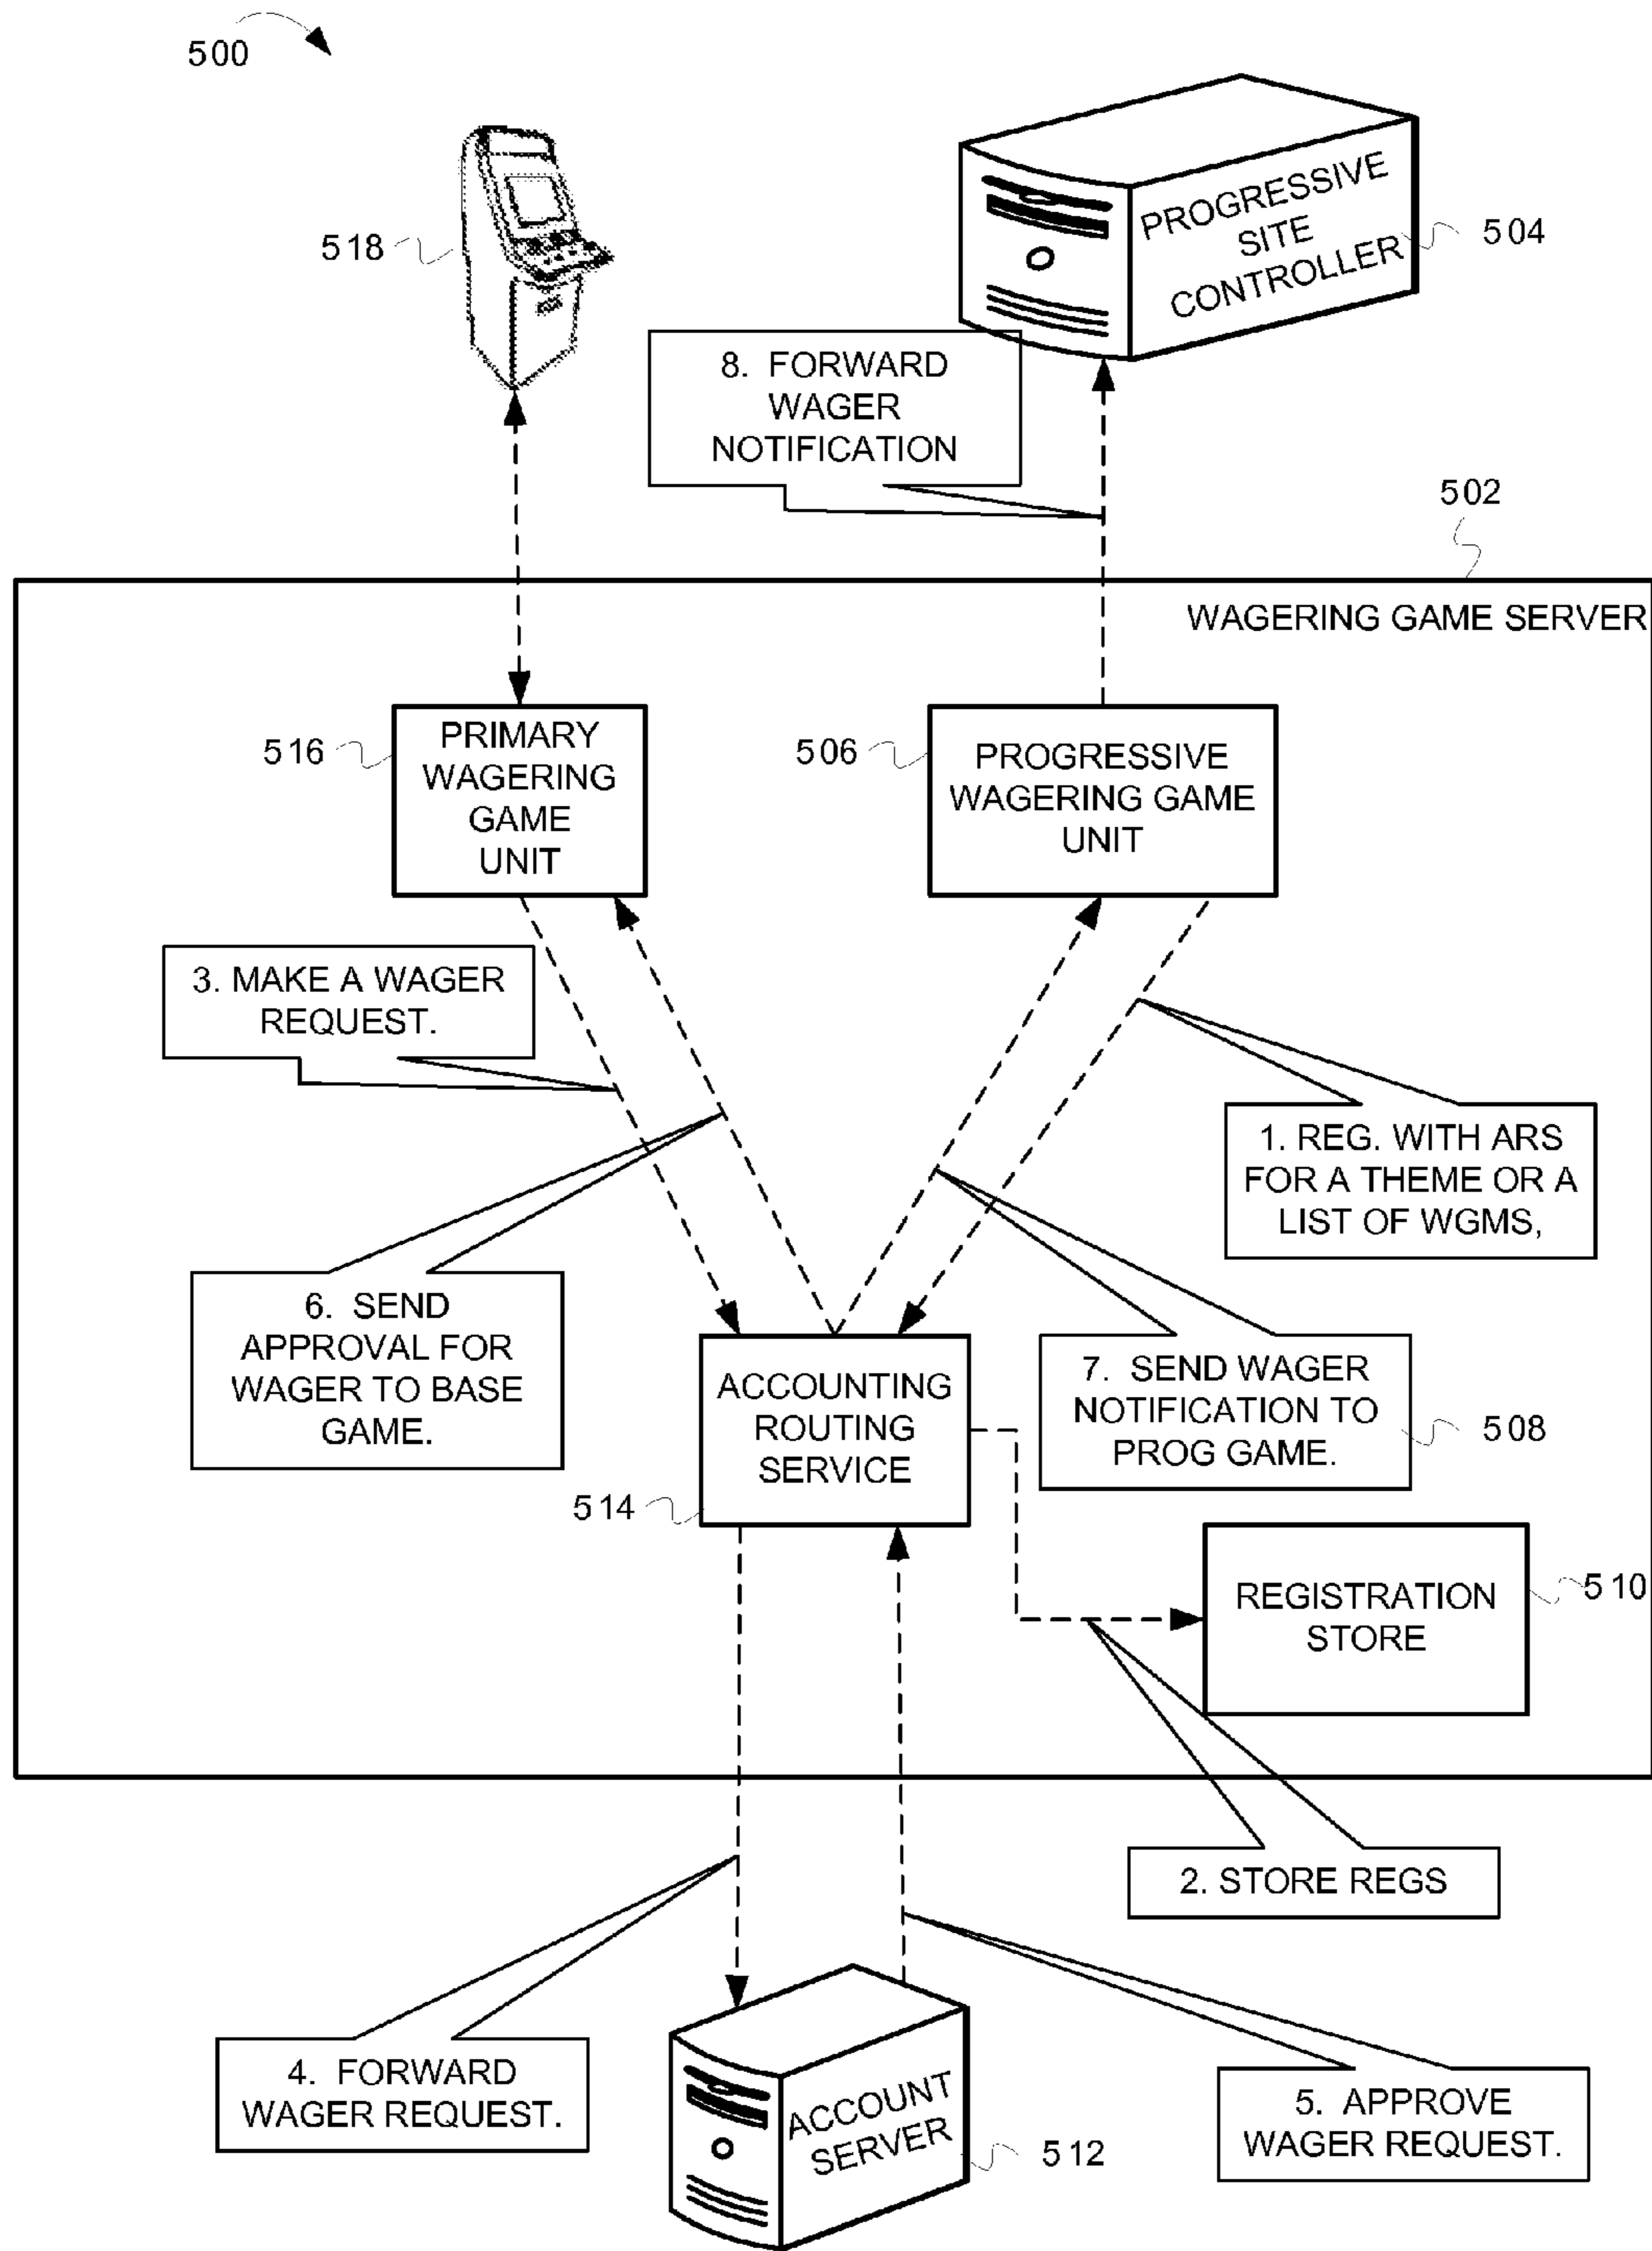 500
PROGRESSIVE
SITE
CONTROLLER
504
518
8. FORWARD
WAGER
NOTIFICATION
502
WAGERING GAME SERVER
PRIMARY
WAGERING
GAME
UNIT
516
PROGRESSIVE
WAGERING GAME
UNIT
506
3. MAKE A WAGER
REQUEST.
1. REG. WITH ARS
FOR A THEME OR A
LIST OF WGMS,
6. SEND
APPROVAL FOR
WAGER TO BASE
GAME.
ACCOUNTING
ROUTING
SERVICE
514
7. SEND WAGER
NOTIFICATION TO
PROG GAME.
508
REGISTRATION
STORE
510
2. STORE REGS
4. FORWARD
WAGER REQUEST.
ACCOUNT
SERVER
512
5. APPROVE
WAGER REQUEST.